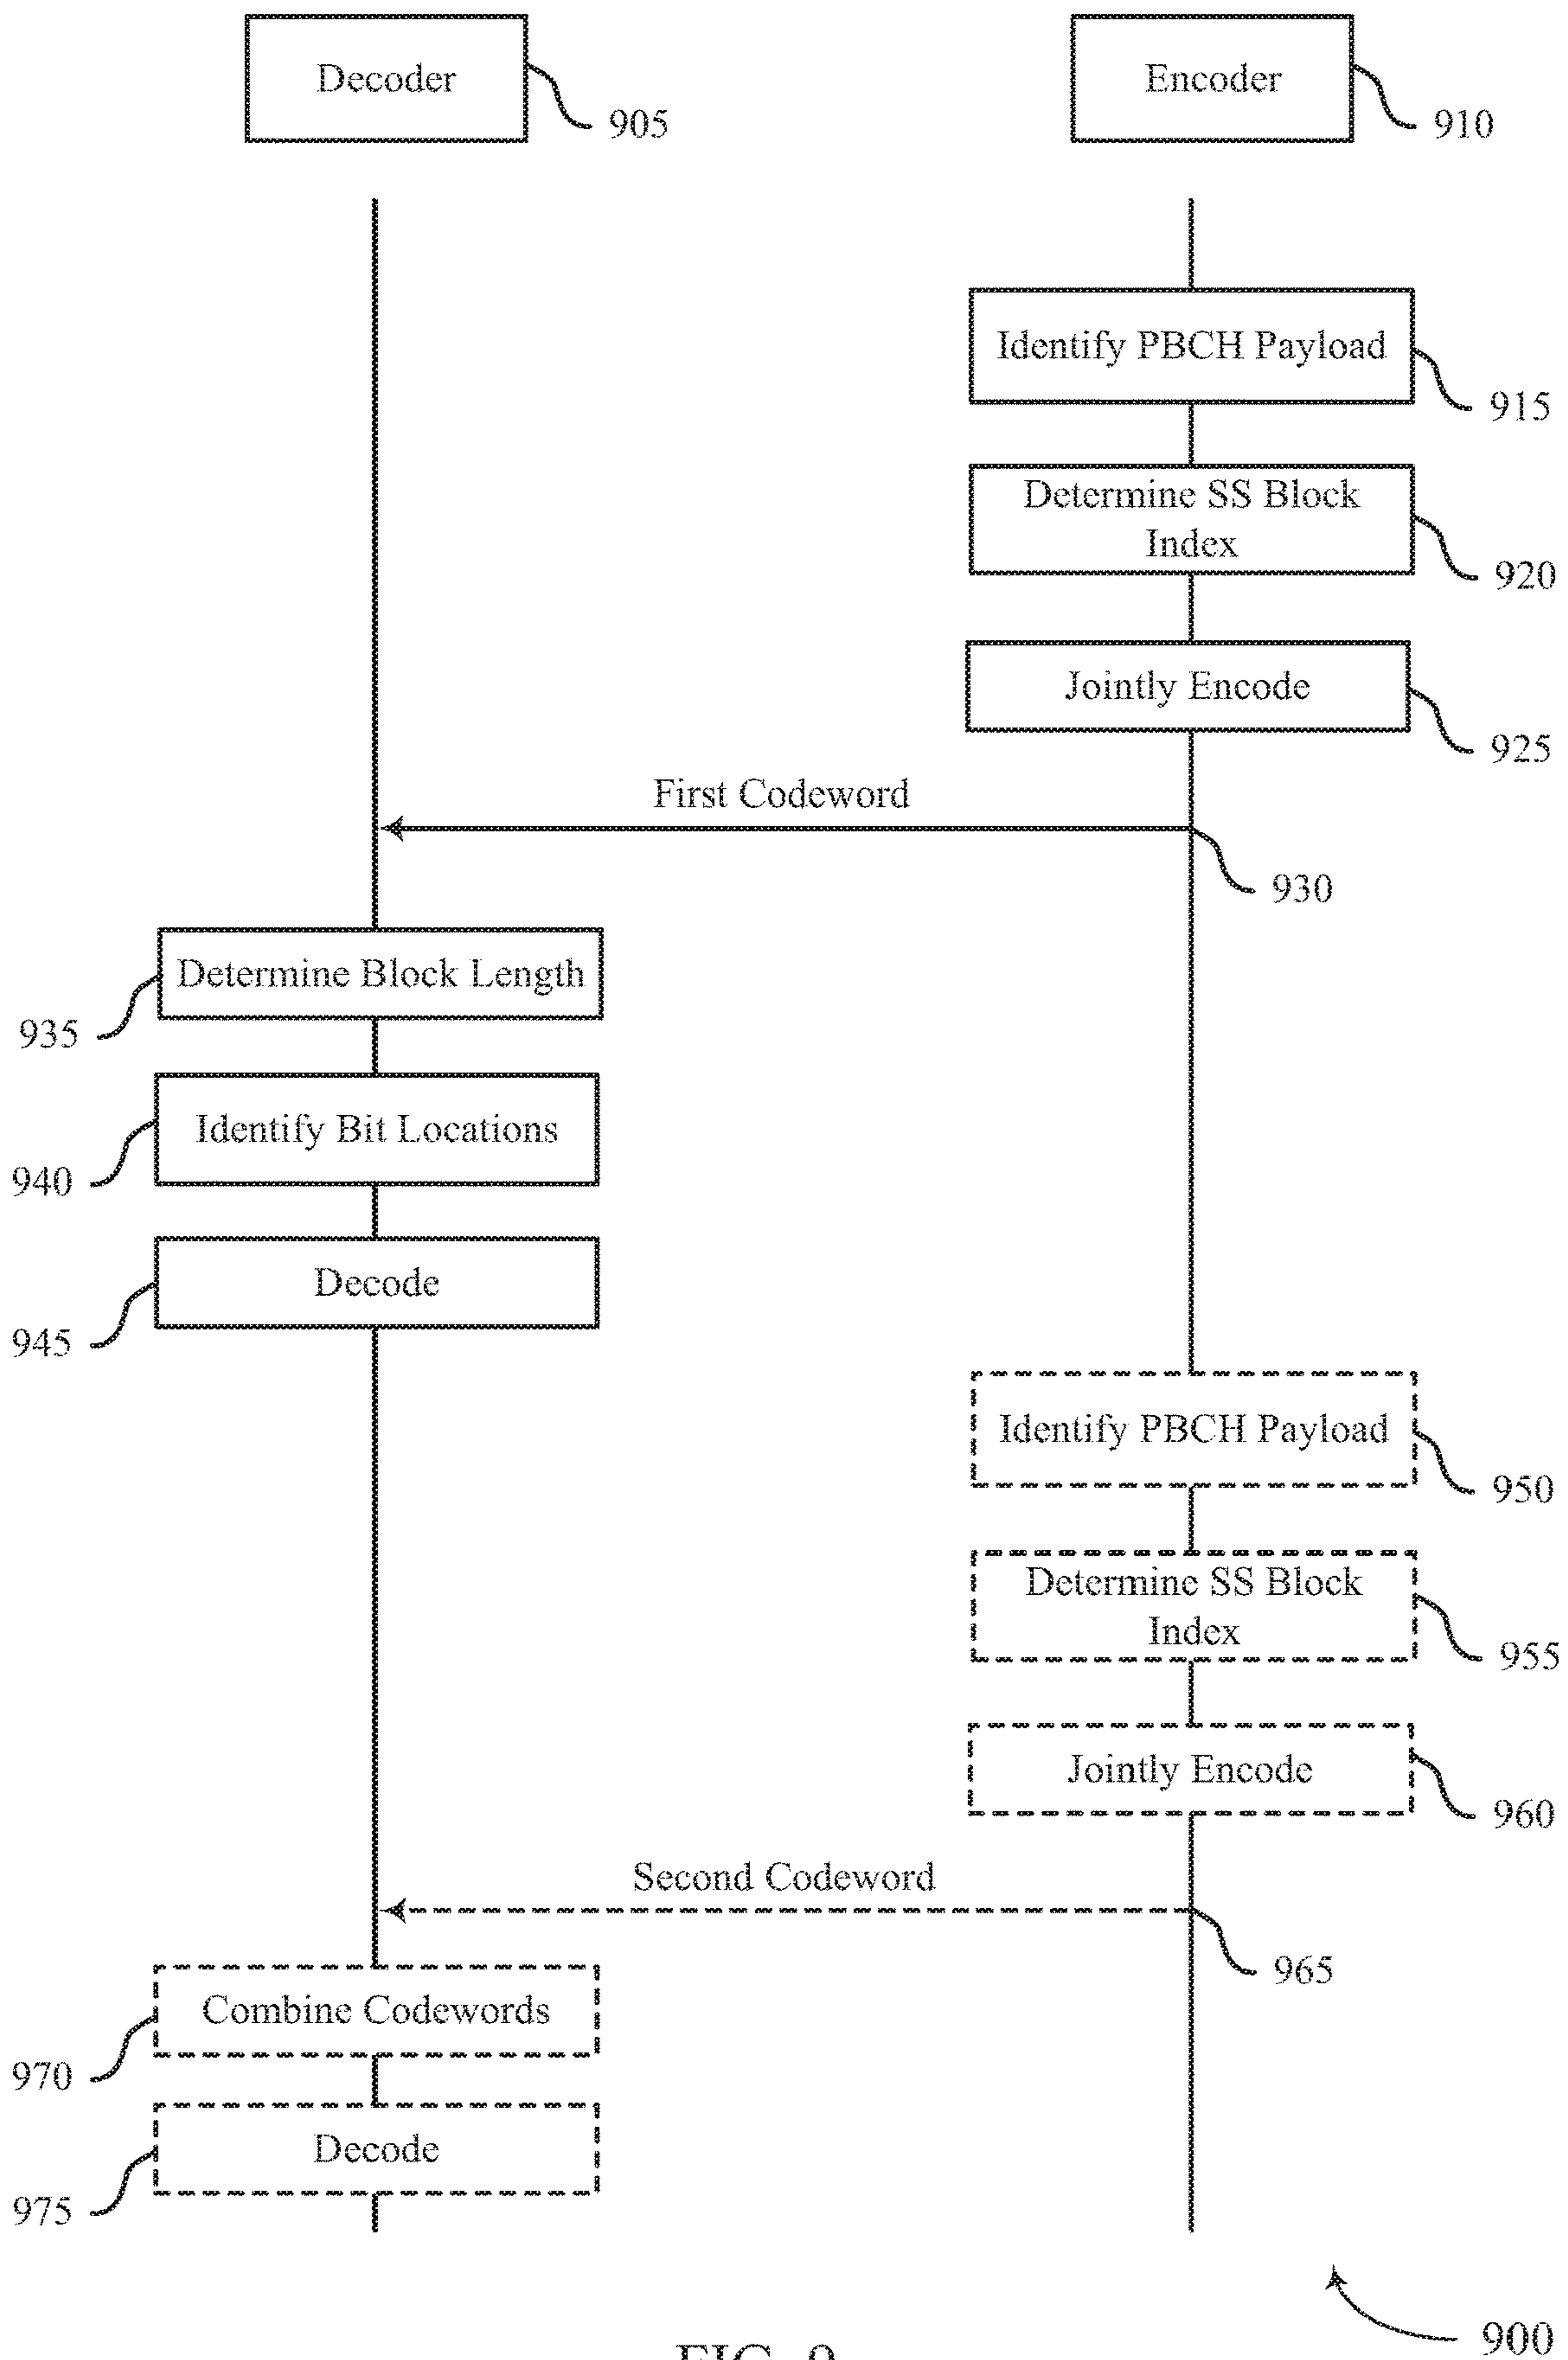 Decoder
905
Encoder
910
Identify PBCH Payload
915
Determine SS Block
Index
920
Jointly Encode
925
First Codeword
930
Determine Block Length
935
Identify Bit Locations
940
Decode
945
Identify PBCH Payload
950
Determine SS Block
Index
955
Jointly Encode
960
Second Codeword
965
Combine Codewords
970
Decode
975
900
FIG. 9